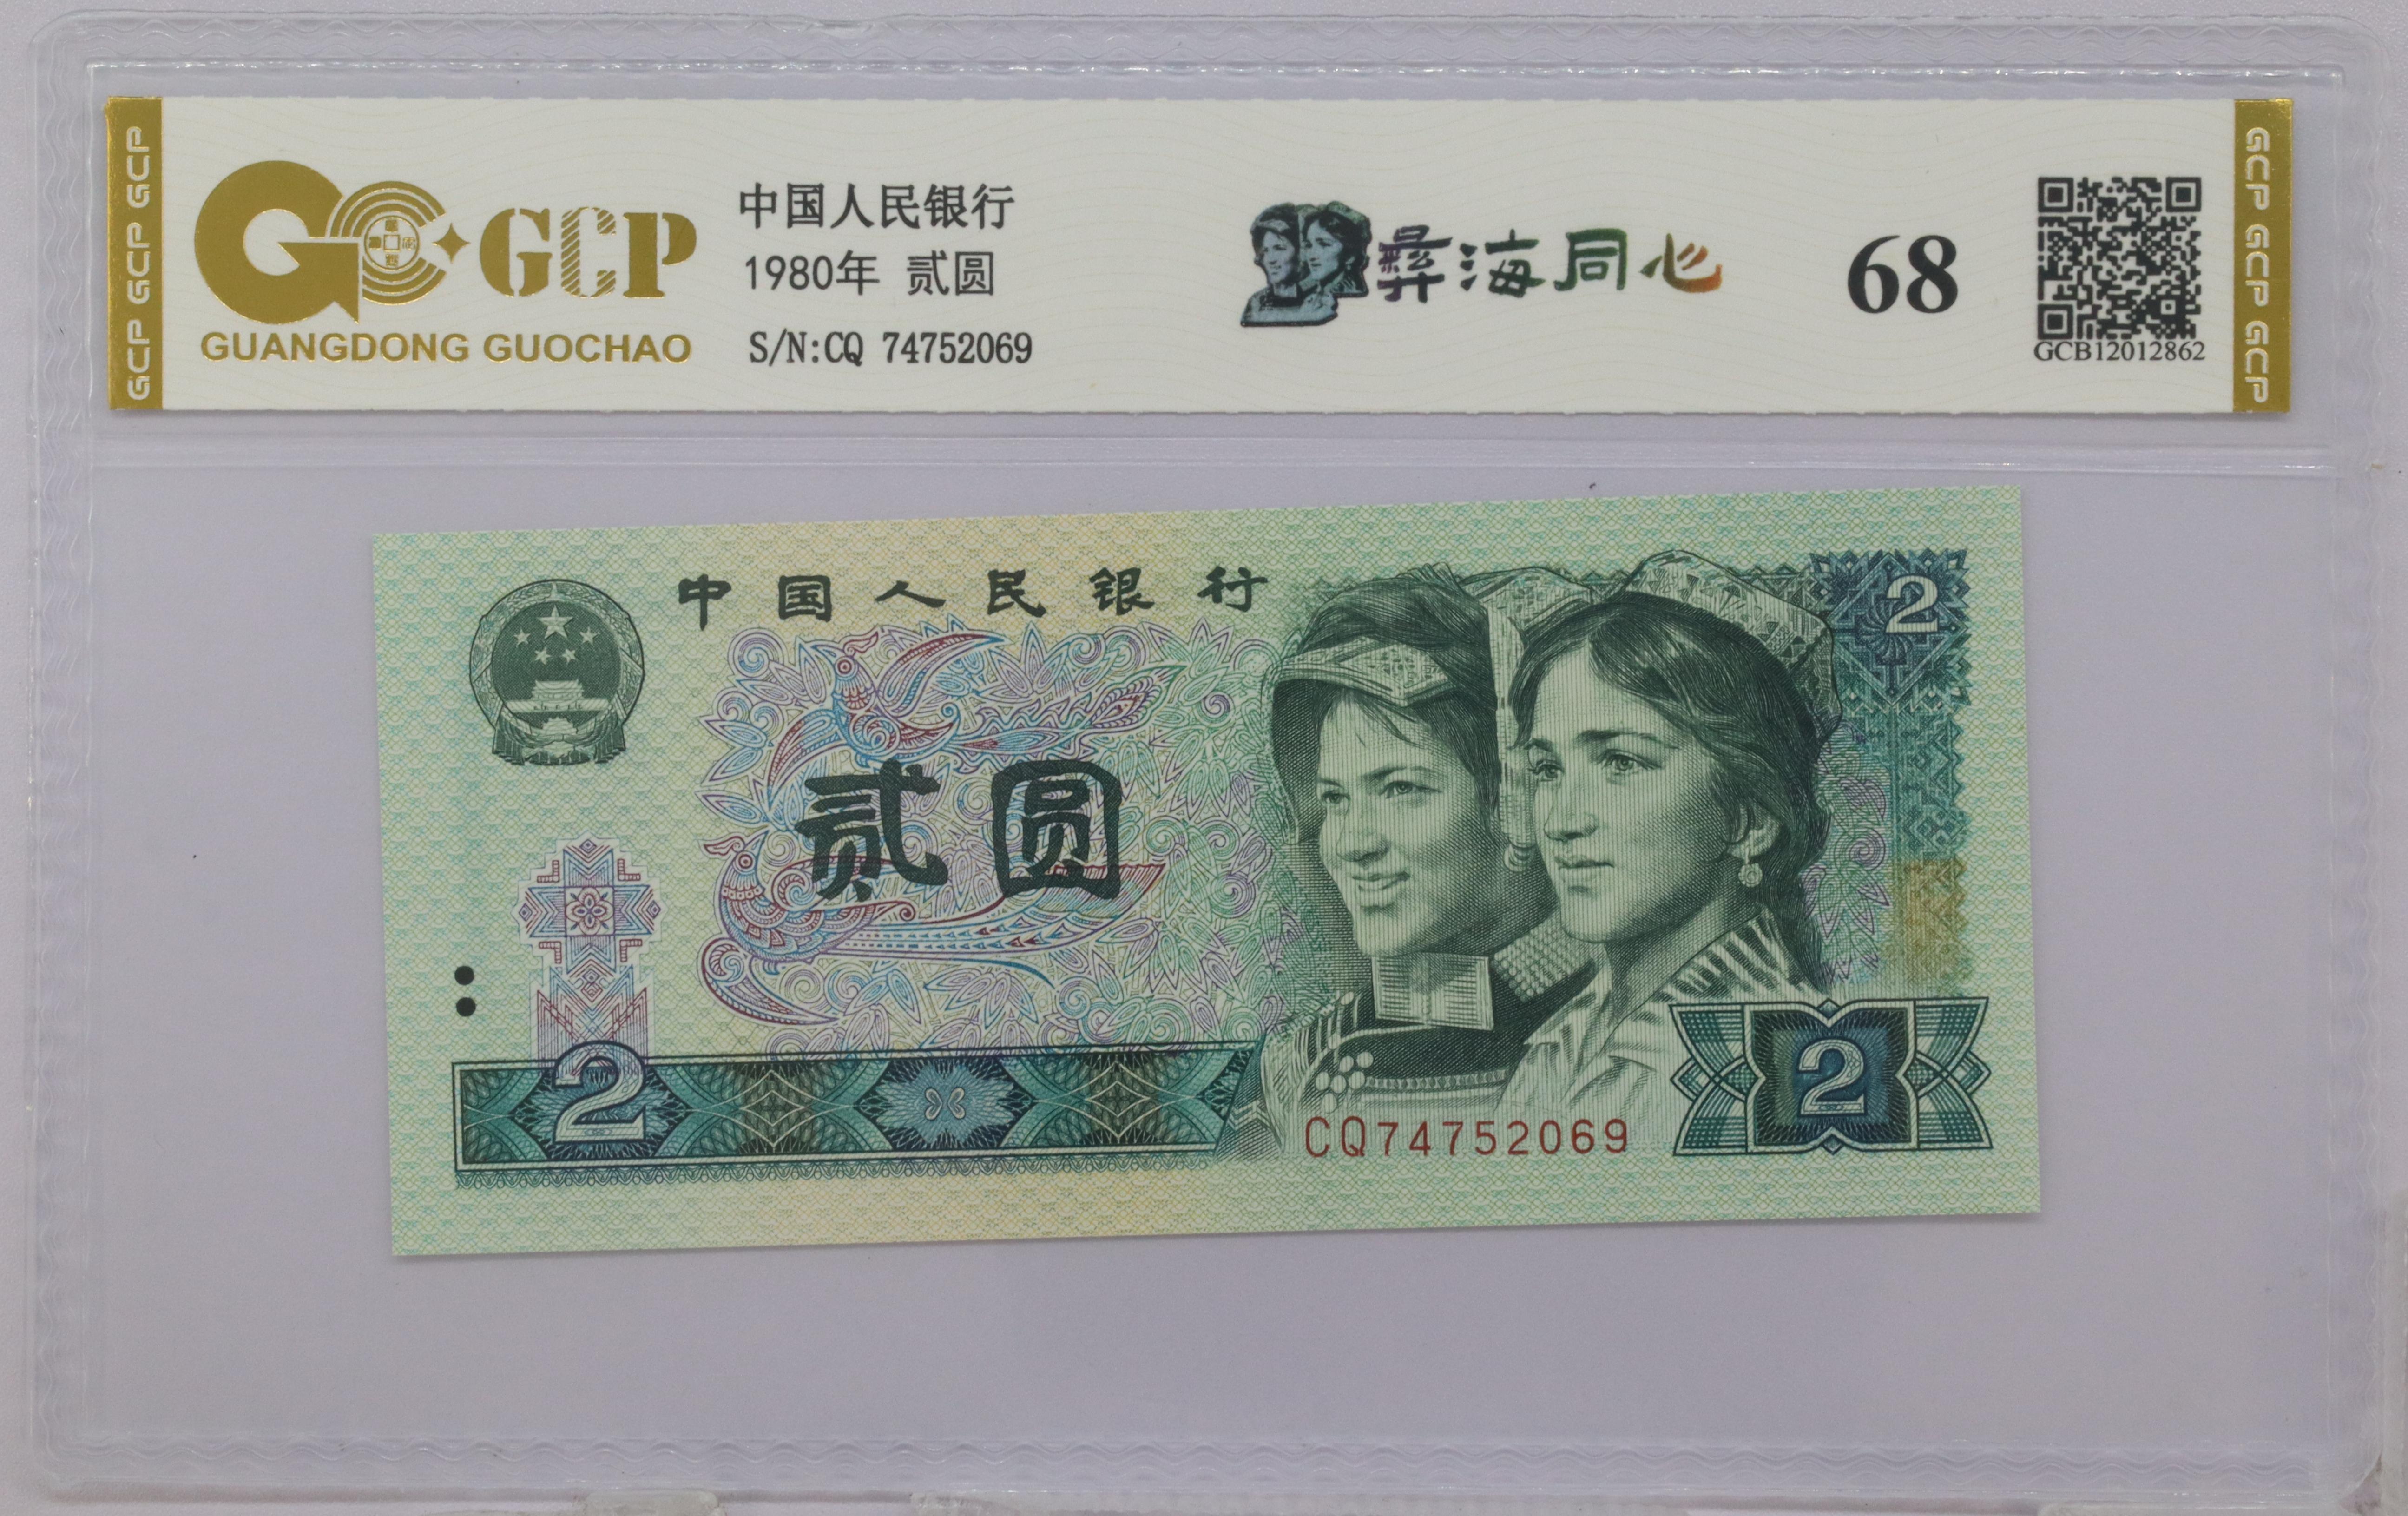 GCP GCP GCP
GCP
GUANGDONG GUOCHAO
中国人民银行
1980年 贰圆
S/N:CQ 74752069
彝海同心
68
GCB12012862
GCP GCP GCP
中国人民银行
2
贰圆
2
CQ74752069
2